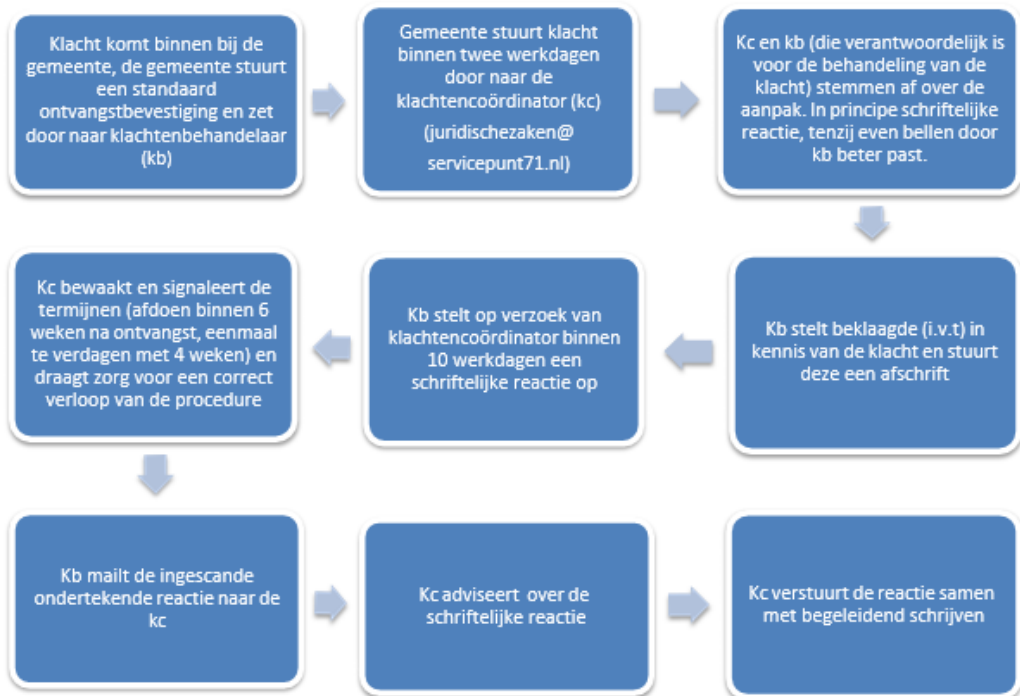 Klacht komt binnen bij de
gemeente, de gemeente stuurt
een standaard
ontvangstbevestiging en zet
door naar klachtenbehandelaar
(kb)
Gemeente stuurt klacht
binnen twee werkdagen
door naar de
klachtencoördinator (kc)
(juridischezaken@
servicepunt71.nl)
Kc en kb (die verantwoordelijk is
voor de behandeling van de
klacht) stemmen af over de
aanpak. In principe schriftelijke
reactie, tenzij even bellen door
kb beter past.
Kb stelt beklaagde (i.v.t) in
kennis van de klacht en stuurt
deze een afschrift
Kb stelt op verzoek van
klachtencoördinator binnen
10 werkdagen een
schriftelijke reactie op
Kc bewaakt en signaleert de
termijnen (afdoen binnen 6
weken na ontvangst, eenmaal
te verdagen met 4 weken) en
draagt zorg voor een correct
verloop van de procedure
Kb mailt de ingescande
ondertekende reactie naar de
kc
Kc adviseert over de
schriftelijke reactie
Kc verstuurt de reactie samen
met begeleidend schrijven